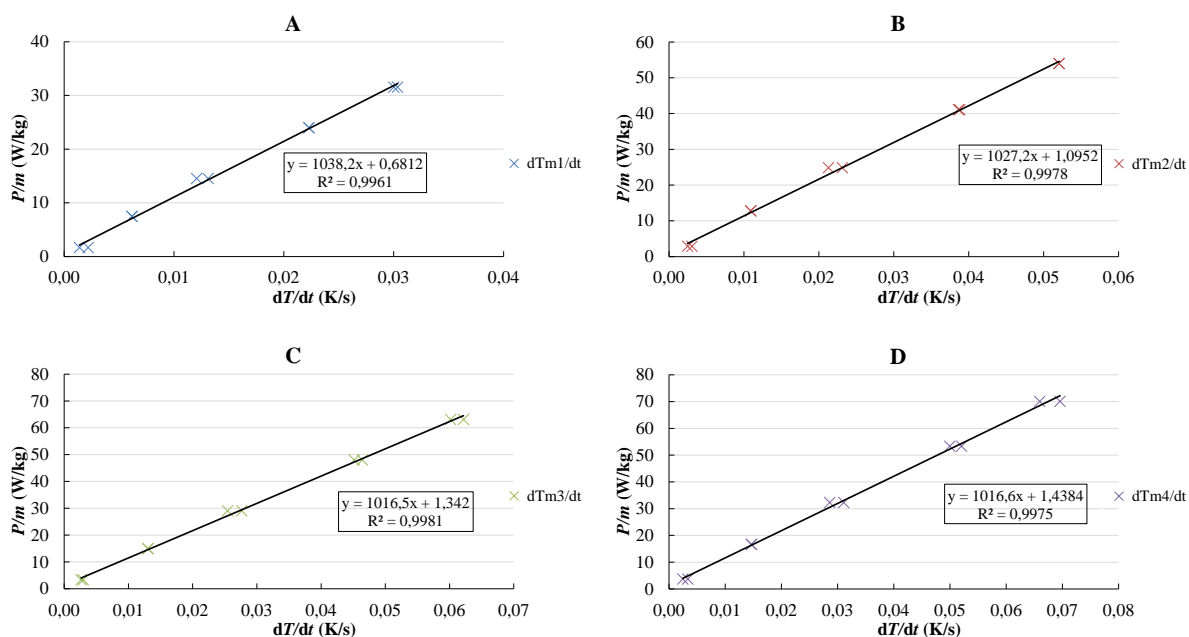 A
P/m (W/kg)
40
30
20
10
0
y = 1038,2x + 0,6812
R² = 0,9961
dTm1/dt
0,00 0,01 0,02 0,03 0,04
dT/dt (K/s)
B
P/m (W/kg)
60
50
40
30
20
10
0
y = 1027,2x + 1,0952
R² = 0,9978
dTm2/dt
0,00 0,01 0,02 0,03 0,04 0,05 0,06
dT/dt (K/s)
C
P/m (W/kg)
80
70
60
50
40
30
20
10
0
y = 1016,5x + 1,342
R² = 0,9981
dTm3/dt
0,00 0,01 0,02 0,03 0,04 0,05 0,06 0,07
dT/dt (K/s)
D
P/m (W/kg)
80
70
60
50
40
30
20
10
0
y = 1016,6x + 1,4384
R² = 0,9975
dTm4/dt
0,00 0,01 0,02 0,03 0,04 0,05 0,06 0,07 0,08
dT/dt (K/s)